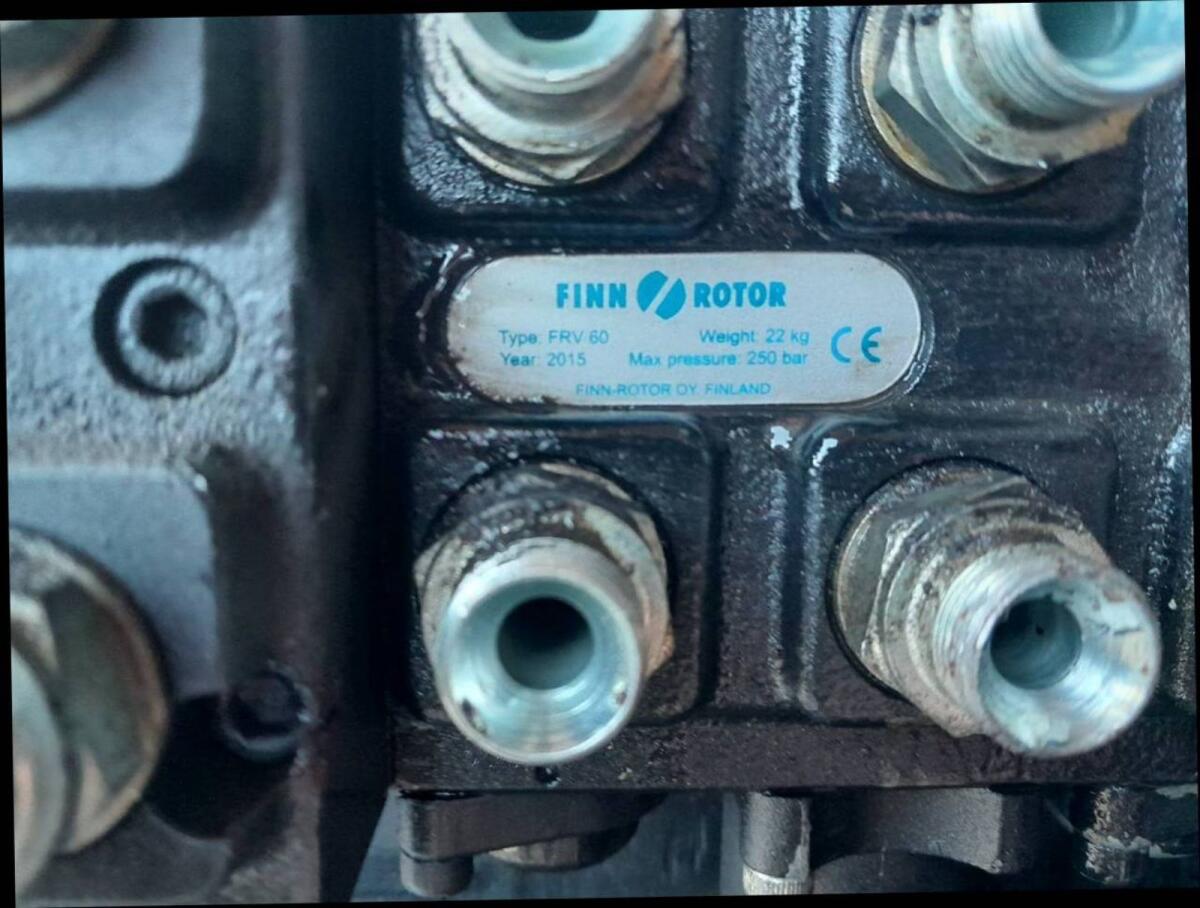 FINN ROTOR
Type: FRV 60 Weight: 22 kg
Year: 2015 Max pressure: 250 bar
CE
FINN-ROTOR OY. FINLAND